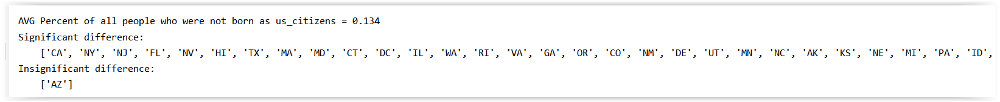 AVG Percent of all people who were not born as us_citizens = 0.134
Significant difference:
['CA', 'NY', 'NJ', 'FL', 'NV', 'HI', 'TX', 'MA', 'MD', 'CT', 'DC', 'IL', 'WA', 'RI', 'VA', 'GA', 'OR', 'CO', 'NM', 'DE', 'UT', 'MN', 'NC', 'AK', 'KS', 'NE', 'MI', 'PA', 'ID',
Insignificant difference:
['AZ']